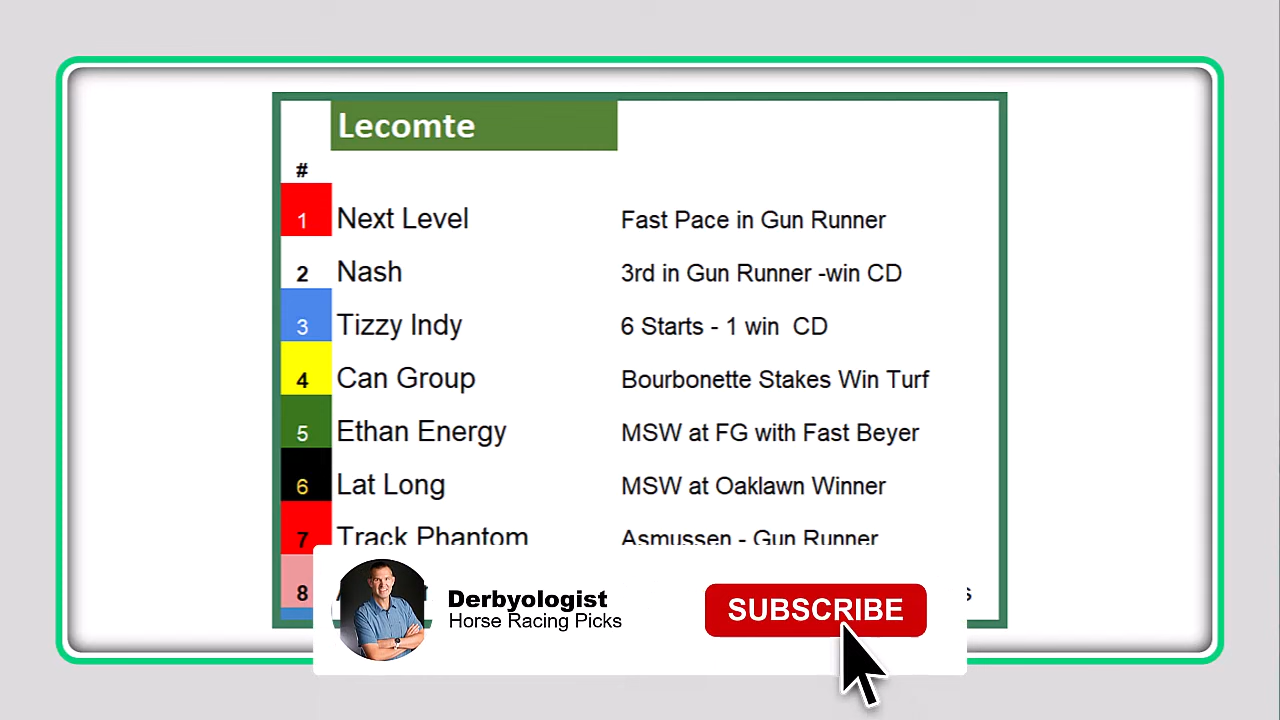 Lecomte
#
1 Next Level Fast Pace in Gun Runner
2 Nash 3rd in Gun Runner -win CD
3 Tizzy Indy 6 Starts - 1 win CD
4 Can Group Bourbonette Stakes Win Turf
5 Ethan Energy MSW at FG with Fast Beyer
6 Lat Long MSW at Oaklawn Winner
7 Track Phantom Asmussen - Gun Runner
8
Derbyologist
Horse Racing Picks
SUBSCRIBE